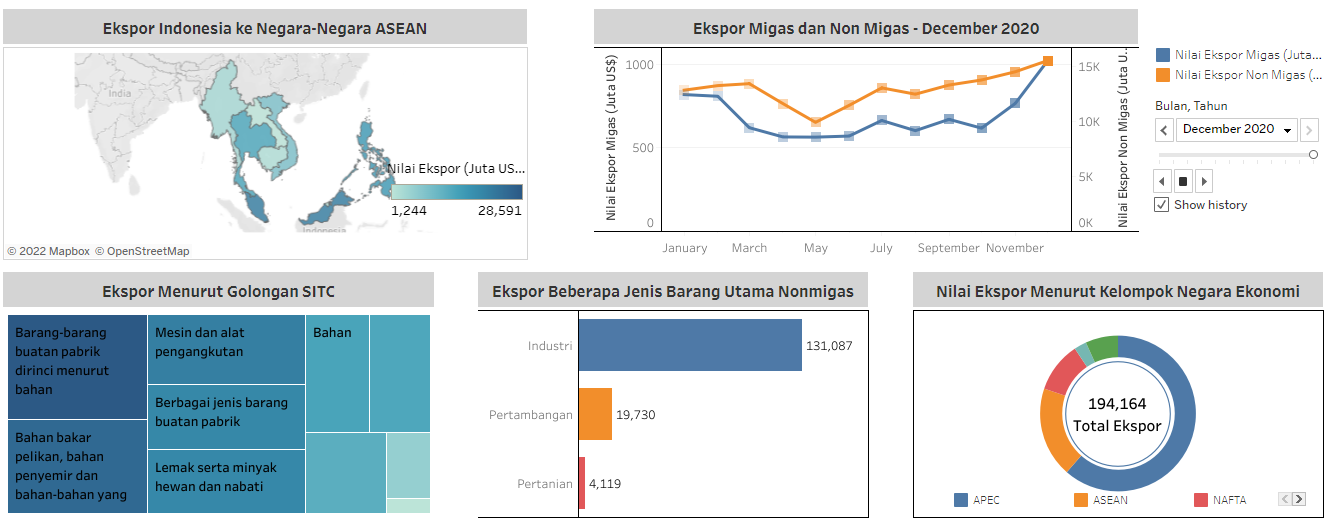 Ekspor Indonesia ke Negara-Negara ASEAN
India
Nilai Ekspor (Juta US...
1,244
28,591
Indonesia
© 2022 Mapbox © OpenStreetMap
Ekspor Migas dan Non Migas - December 2020
Nilai Ekspor Migas (Juta US$)
1000
500
0
15K
10K
5K
0K
Nilai Ekspor Non Migas (Juta U...
January
March
May
July
September
November
Nilai Ekspor Migas (Juta...
Nilai Ekspor Non Migas (...
Bulan, Tahun
December 2020
Show history
Ekspor Menurut Golongan SITC
Barang-barang
buatan pabrik
dirinci menurut
bahan
Bahan bakar
pelikan, bahan
penyemir dan
bahan-bahan yang
Mesin dan alat
pengangkutan
Berbagai jenis barang
buatan pabrik
Lemak serta minyak
hewan dan nabati
Bahan
Ekspor Beberapa Jenis Barang Utama Nonmigas
Industri
131,087
Pertambangan
19,730
Pertanian
4,119
Nilai Ekspor Menurut Kelompok Negara Ekonomi
194,164
Total Ekspor
APEC
ASEAN
NAFTA